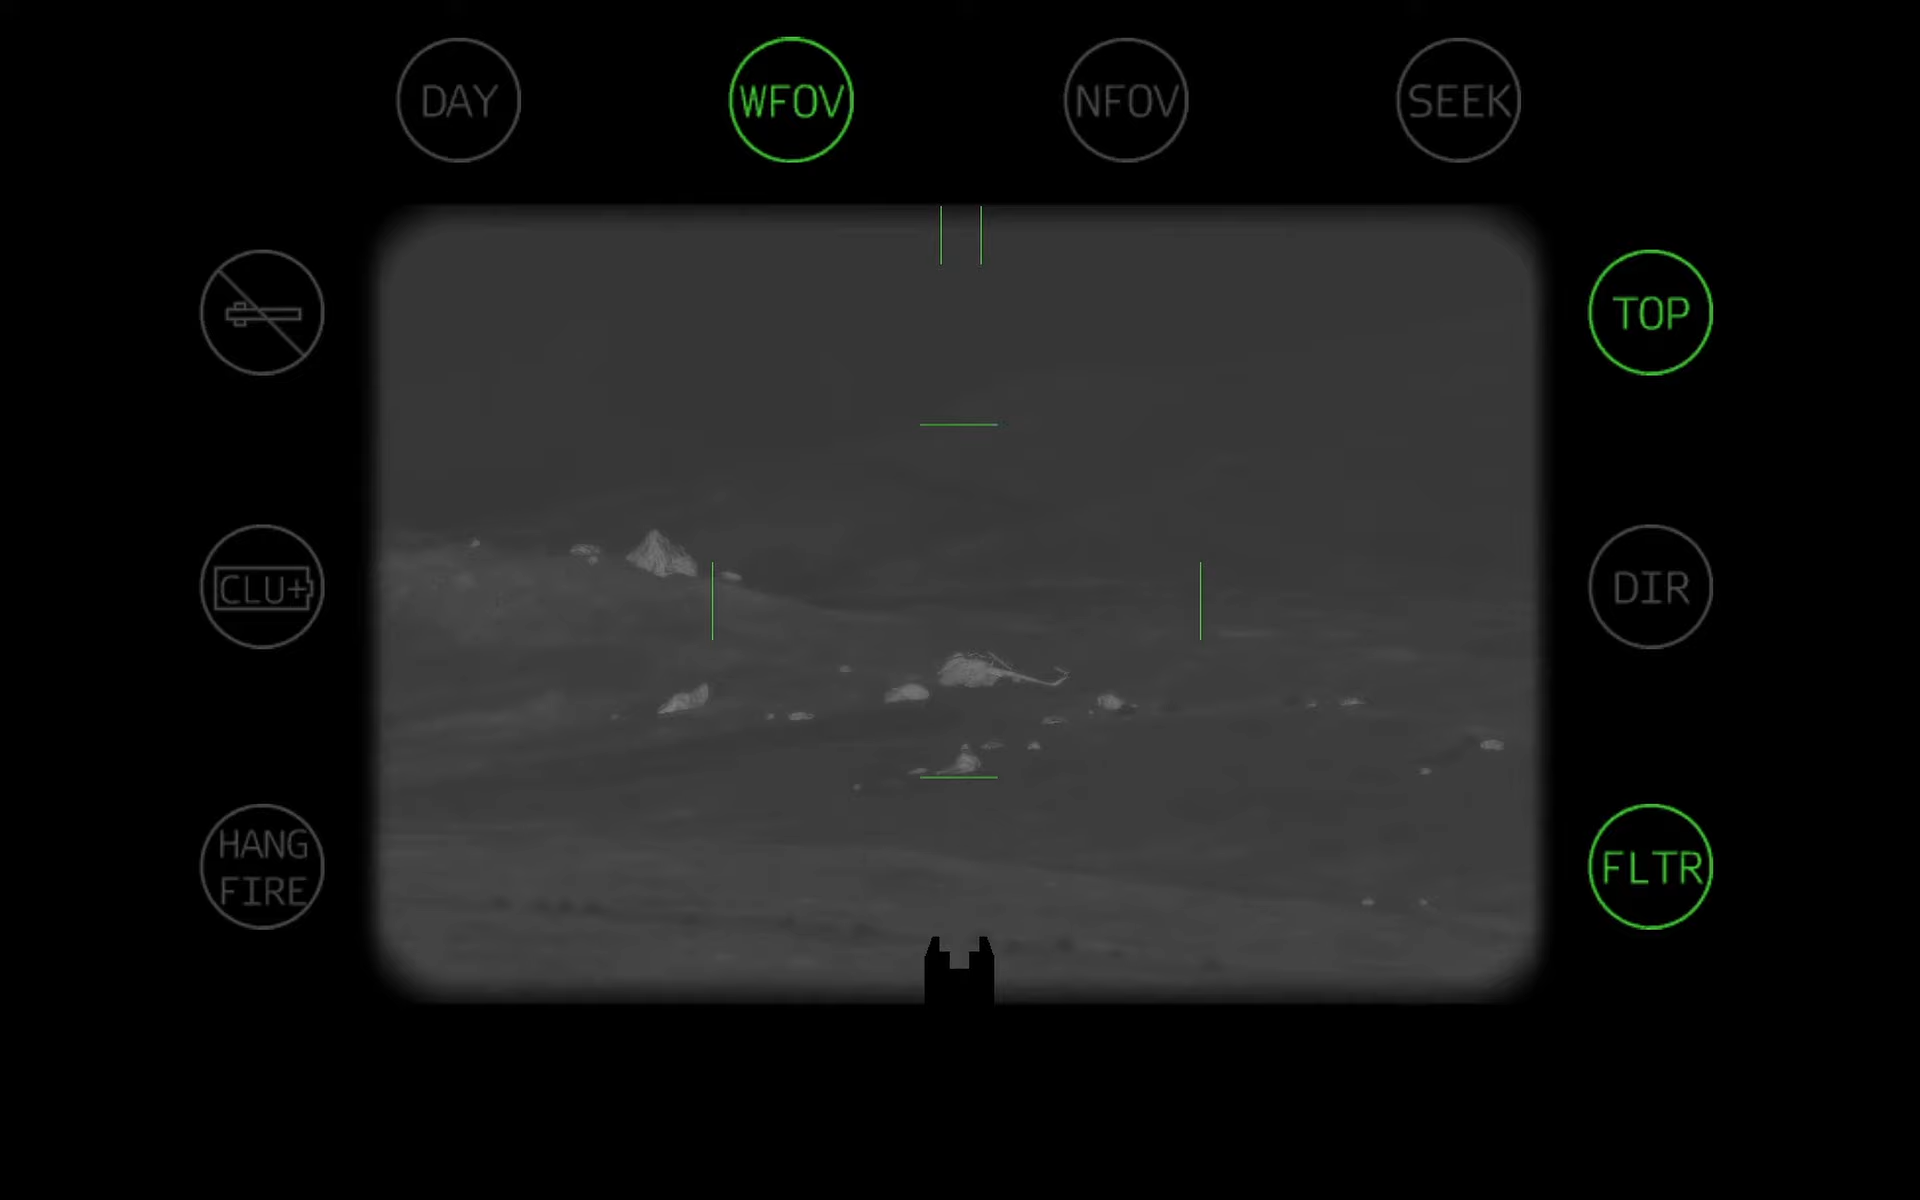 DAY
WFOV
NFOV
SEEK
TOP
CLU+
DIR
HANG
FIRE
FLTR